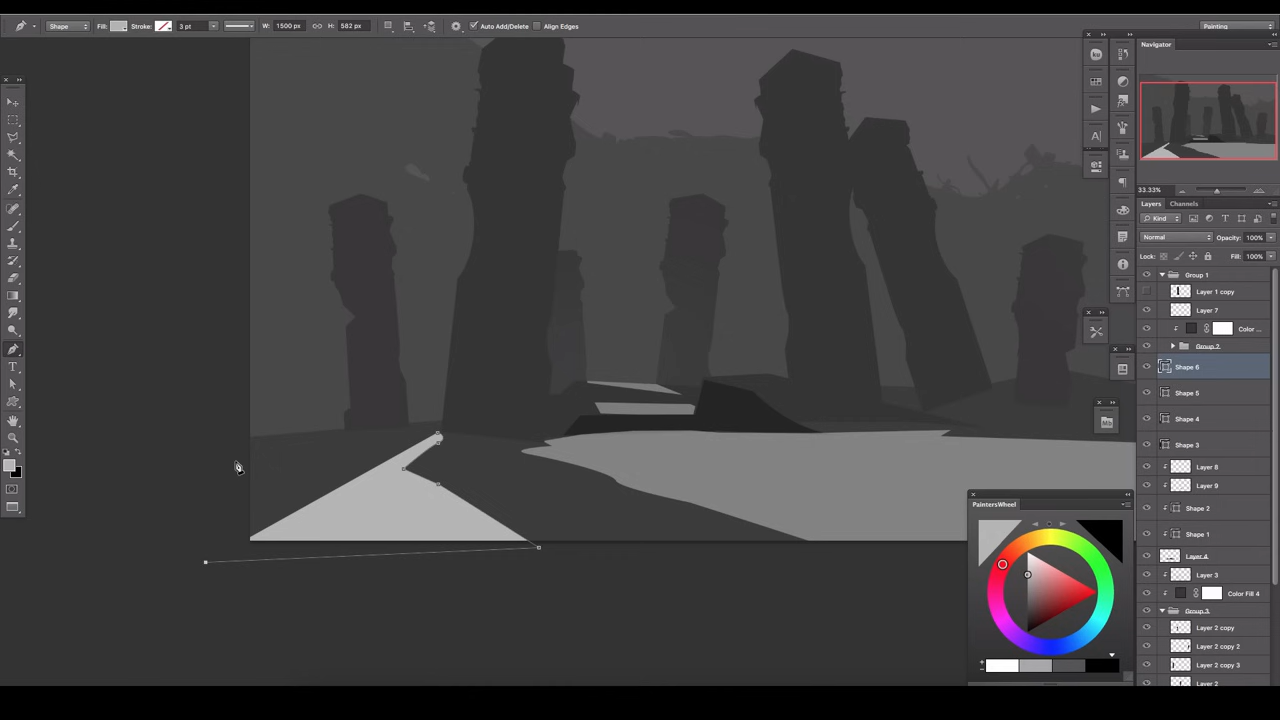 Shape Fill: Stroke: 3 pt W: 1500 px H: 582 px Auto Add/Delete Align Edges Painting
Navigator
33.33%
Layers Channels
Kind
Normal Opacity: 100%
Lock: Fill: 100%
Group 1
Layer 1 copy
Layer 7
Color ...
Group 2
Shape 6
Shape 5
Shape 4
Shape 3
Layer 8
Layer 9
Shape 2
Shape 1
Layer 4
Layer 3
Color Fill 4
Group 3
Layer 2 copy
Layer 2 copy 2
Layer 2 copy 3
Layer 2
PaintersWheel